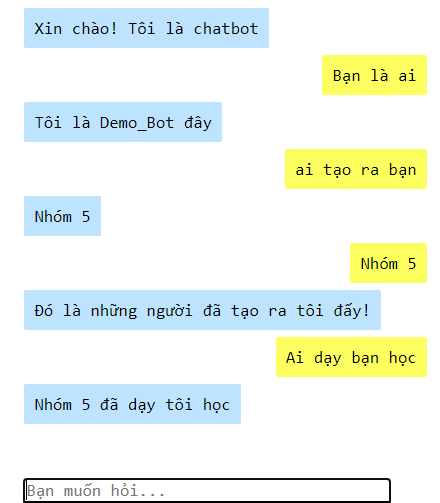 Xin chào! Tôi là chatbot
Bạn là ai
Tôi là Demo_Bot đây
ai tạo ra bạn
Nhóm 5
Nhóm 5
Đó là những người đã tạo ra tôi đấy!
Ai dạy bạn học
Nhóm 5 đã dạy tôi học
Bạn muốn hỏi...